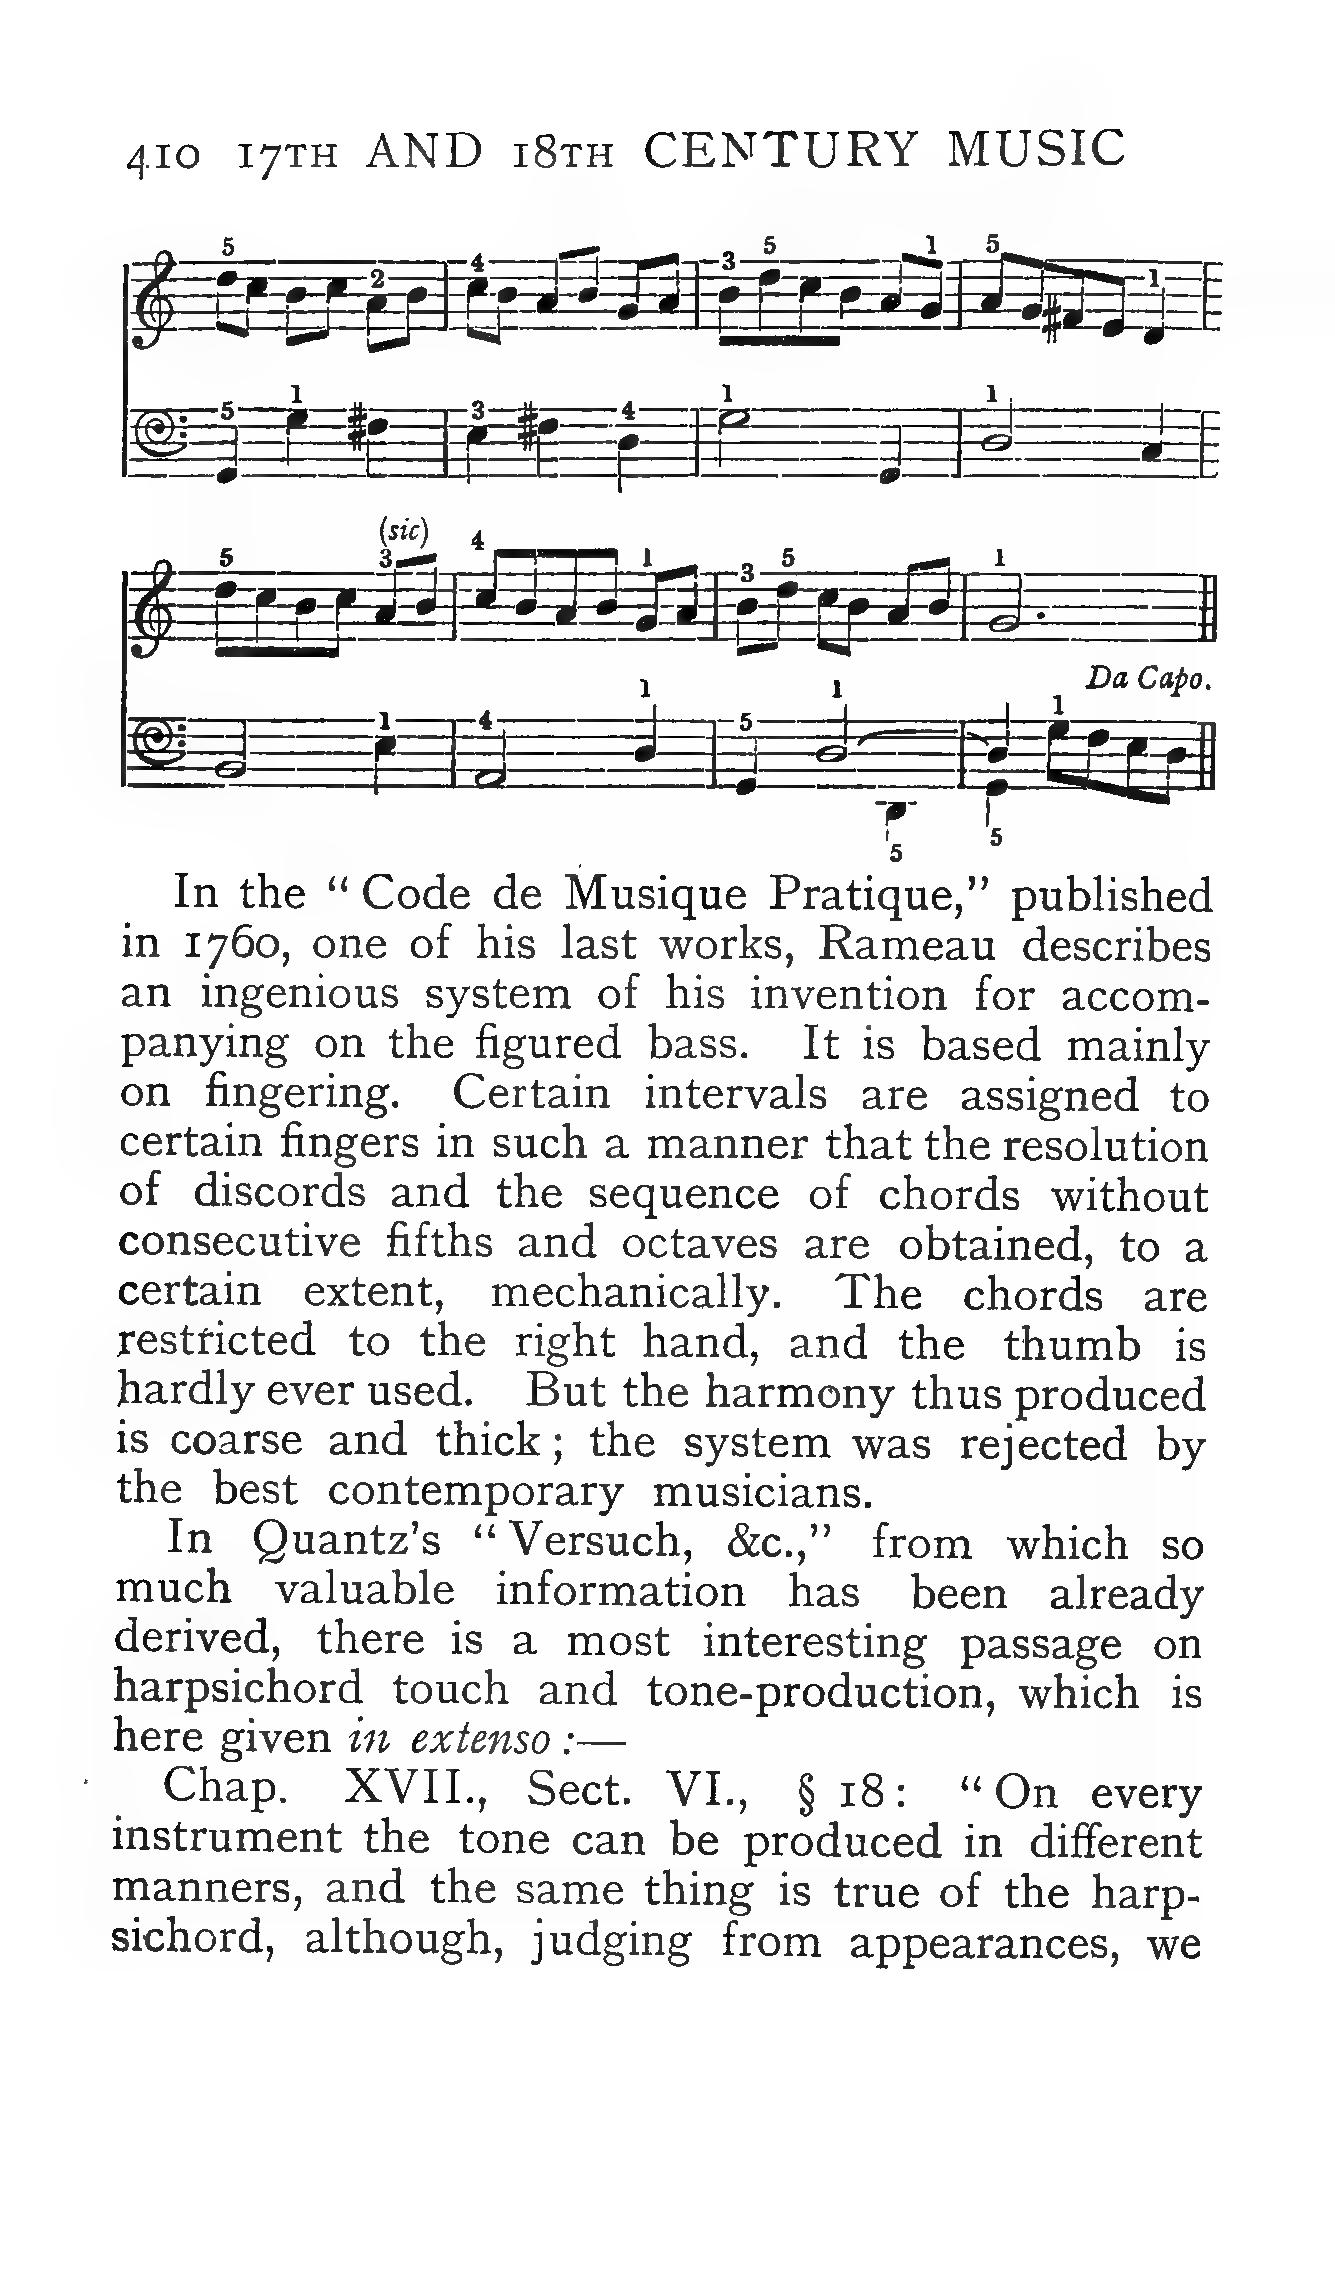 410 17TH AND 18TH CENTURY MUSIC
5 2 4 3 5 1 5 1
5 1 3 4 1 1
(sic)
5 3 4 1 3 5 1
Da Capo.
1 4 1 5 1 1
5 5
In the “ Code de Musique Pratique,” published
in 1760, one of his last works, Rameau describes
an ingenious system of his invention for accom-
panying on the figured bass. It is based mainly
on fingering. Certain intervals are assigned to
certain fingers in such a manner that the resolution
of discords and the sequence of chords without
consecutive fifths and octaves are obtained, to a
certain extent, mechanically. The chords are
restricted to the right hand, and the thumb is
hardly ever used. But the harmony thus produced
is coarse and thick ; the system was rejected by
the best contemporary musicians.
In Quantz’s “ Versuch, &c.,” from which so
much valuable information has been already
derived, there is a most interesting passage on
harpsichord touch and tone-production, which is
here given in extenso :—
Chap. XVII., Sect. VI., § 18 : “ On every
instrument the tone can be produced in different
manners, and the same thing is true of the harp-
sichord, although, judging from appearances, we